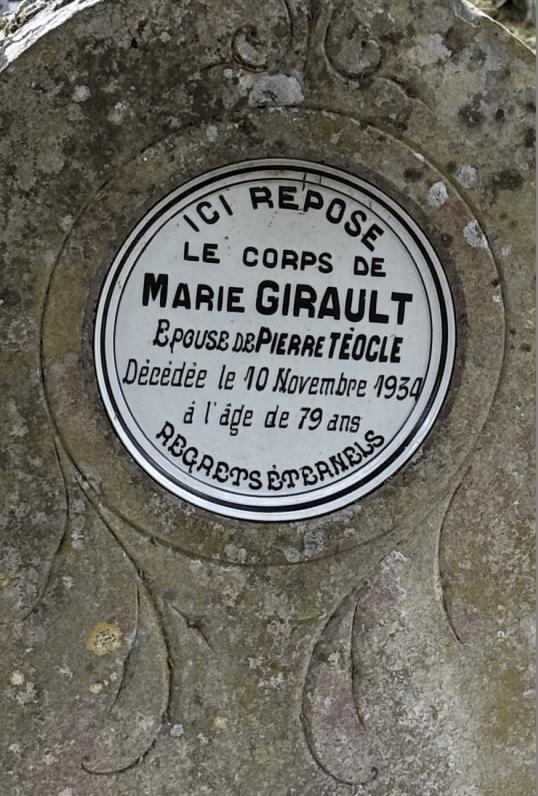 ICI REPOSE
LE CORPS DE
MARIE GIRAULT
EPOUSE DE PIERRE TÉOCLE
Décédée le 10 Novembre 1934
à l'âge de 79 ans
REGRETS ÉTERNELS